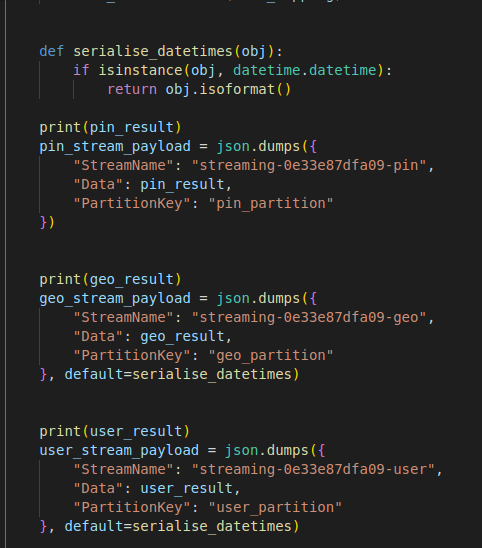 def serialise_datetimes(obj):
    if isinstance(obj, datetime.datetime):
        return obj.isoformat()
print(pin_result)
pin_stream_payload = json.dumps({
    "StreamName": "streaming-0e33e87dfa09-pin",
    "Data": pin_result,
    "PartitionKey": "pin_partition"
})
print(geo_result)
geo_stream_payload = json.dumps({
    "StreamName": "streaming-0e33e87dfa09-geo",
    "Data": geo_result,
    "PartitionKey": "geo_partition"
}, default=serialise_datetimes)
print(user_result)
user_stream_payload = json.dumps({
    "StreamName": "streaming-0e33e87dfa09-user",
    "Data": user_result,
    "PartitionKey": "user_partition"
}, default=serialise_datetimes)